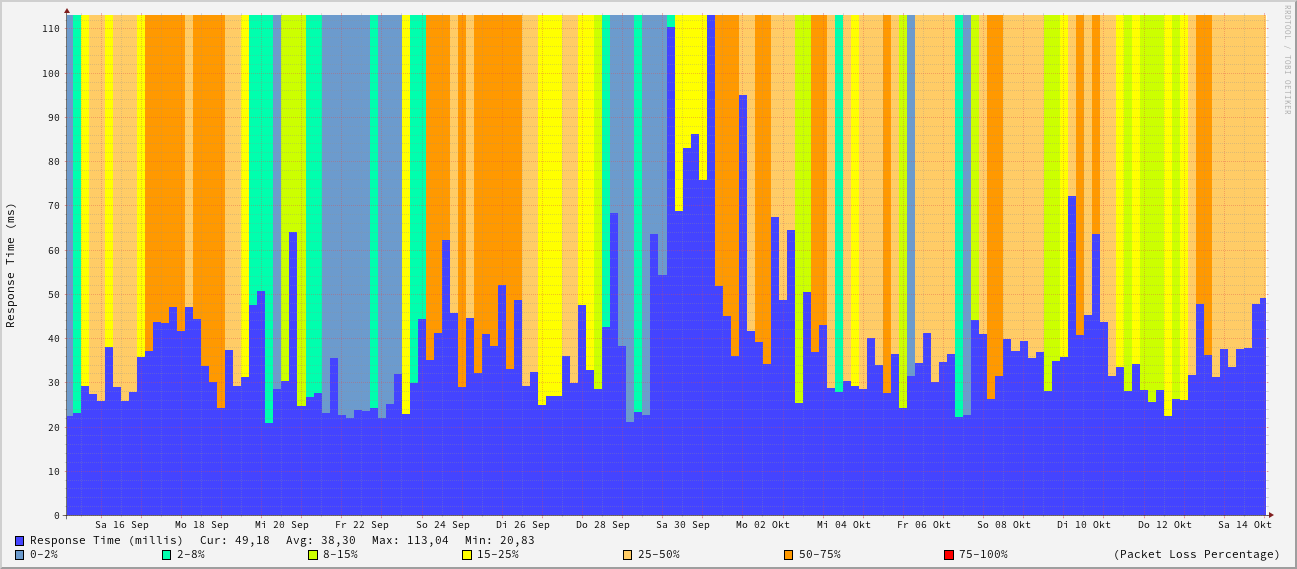 RRDTOOL / TOBI OETIKER
Response Time (ms)
110
100
90
80
70
60
50
40
30
20
10
0
Sa 16 Sep Mo 18 Sep Mi 20 Sep Fr 22 Sep So 24 Sep Di 26 Sep Do 28 Sep Sa 30 Sep Mo 02 Okt Mi 04 Okt Fr 06 Okt So 08 Okt Di 10 Okt Do 12 Okt Sa 14 Okt
Response Time (millis) Cur: 49,18 Avg: 38,30 Max: 113,04 Min: 20,83
0-2% 2-8% 8-15% 15-25% 25-50% 50-75% 75-100% (Packet Loss Percentage)